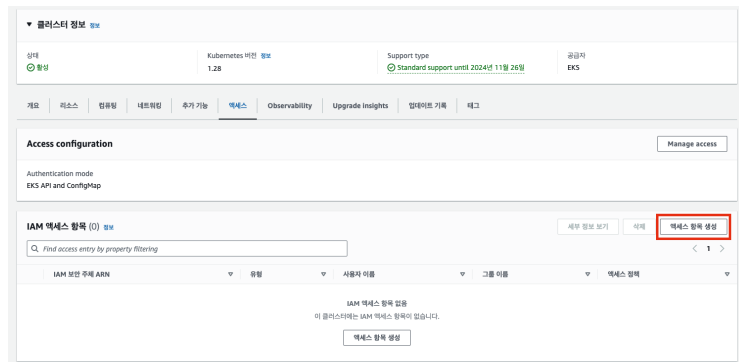 ▼ 클러스터 정보 정보
상태 Kubernetes 버전 정보 Support type 공급자
활성 1.28 Standard support until 2024년 11월 26일 EKS
개요 리소스 컴퓨팅 네트워킹 추가 기능 액세스 Observability Upgrade insights 업데이트 기록 태그
Access configuration Manage access
Authentication mode
EKS API and ConfigMap
IAM 액세스 항목 (0) 정보 세부 정보 보기 삭제 액세스 항목 생성
Find access entry by property filtering < 1 >
IAM 보안 주체 ARN 유형 사용자 이름 그룹 이름 액세스 정책
IAM 액세스 항목 없음
이 클러스터에는 IAM 액세스 항목이 없습니다.
액세스 항목 생성